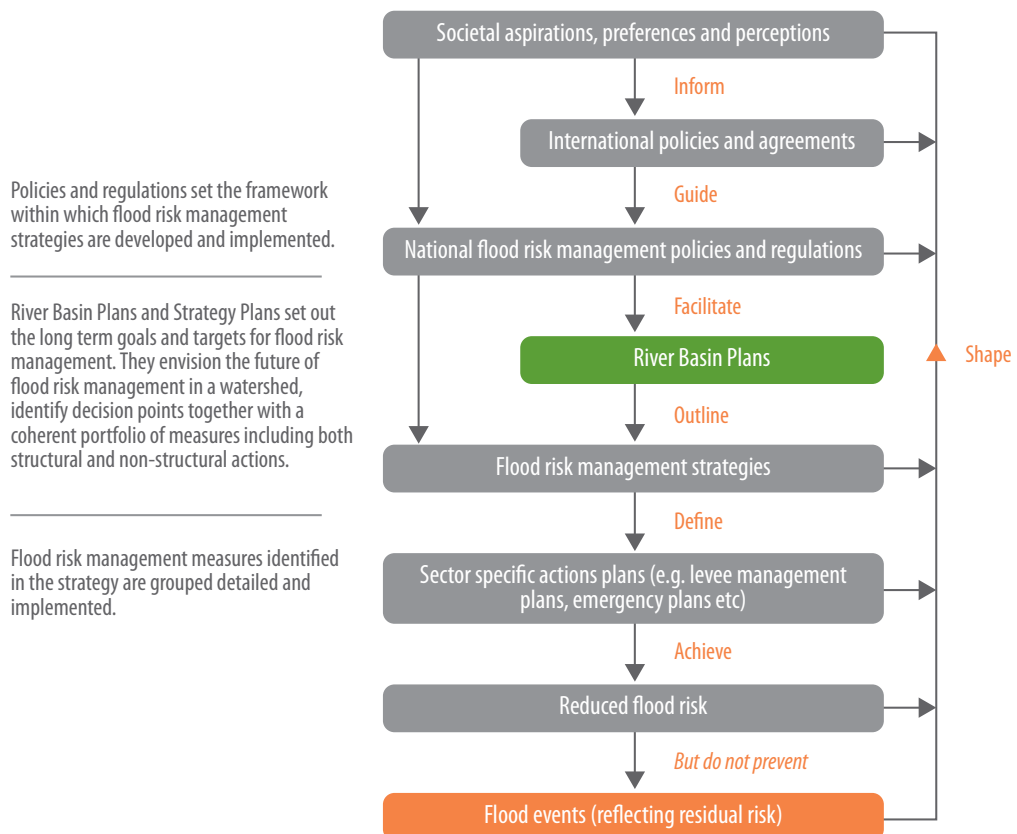 Societal aspirations, preferences and perceptions
Inform
International policies and agreements
Guide
National flood risk management policies and regulations
Facilitate
River Basin Plans
Outline
Flood risk management strategies
Define
Sector specific actions plans (e.g. levee management
plans, emergency plans etc)
Achieve
Reduced flood risk
But do not prevent
Flood events (reflecting residual risk)
Shape
Policies and regulations set the framework
within which flood risk management
strategies are developed and implemented.
River Basin Plans and Strategy Plans set out
the long term goals and targets for flood risk
management. They envision the future of
flood risk management in a watershed,
identify decision points together with a
coherent portfolio of measures including both
structural and non-structural actions.
Flood risk management measures identified
in the strategy are grouped detailed and
implemented.